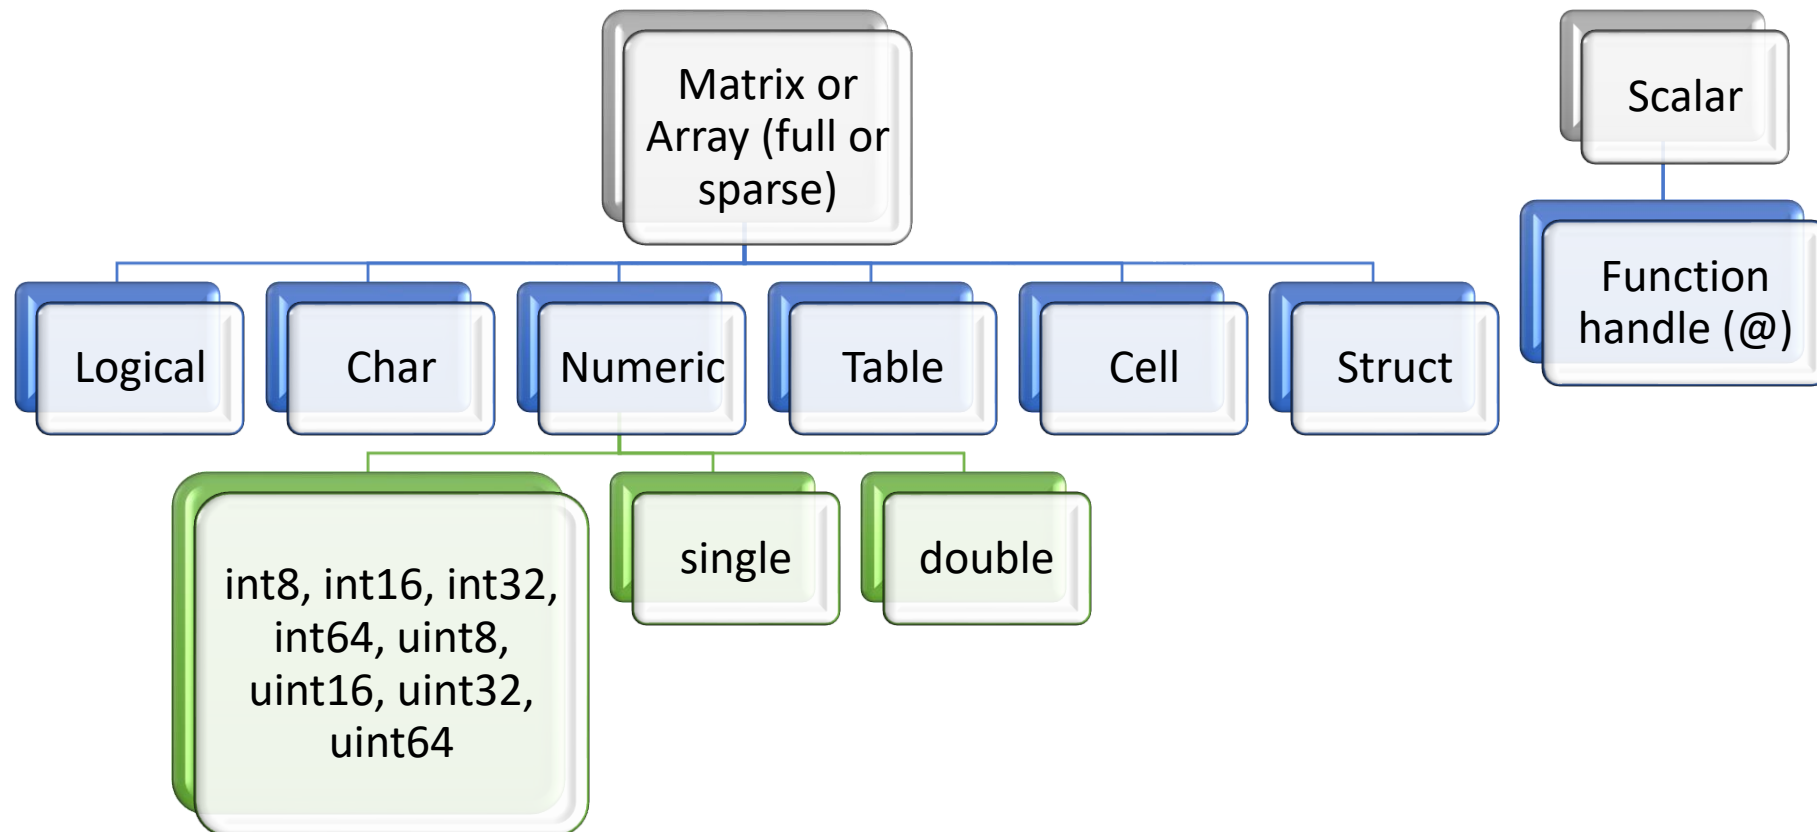 Matrix or
Array (full or
sparse)
Scalar
Function
handle (@)
Logical
Char
Numeric
Table
Cell
Struct
int8, int16, int32,
int64, uint8,
uint16, uint32,
uint64
single
double